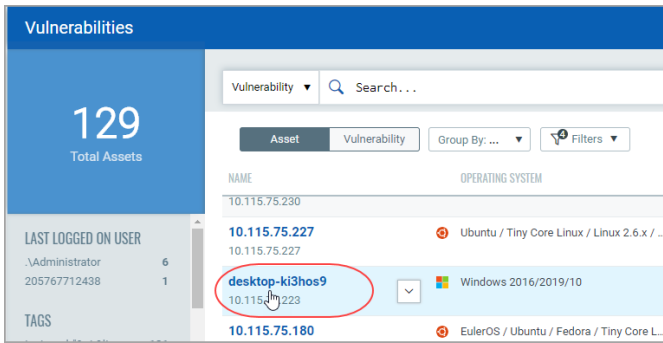 Vulnerabilities
129
Total Assets
Vulnerability
Search...
Asset Vulnerability Group By: ... 4 Filters
NAME OPERATING SYSTEM
10.115.75.230
10.115.75.227 Ubuntu / Tiny Core Linux / Linux 2.6.x / ..
10.115.75.227
LAST LOGGED ON USER
.\Administrator 6
205767712438 1
TAGS
desktop-ki3hos9 Windows 2016/2019/10
223
10.115.75.180 EulerOS / Ubuntu / Fedora / Tiny Core L...